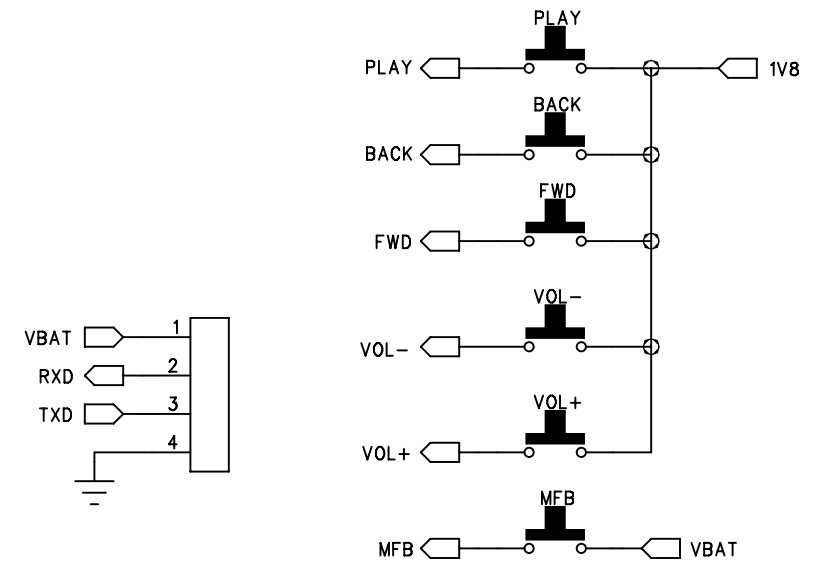 PLAY
PLAY
1V8
BACK
BACK
FWD
FWD
VOL-
VOL-
VOL+
VOL+
MFB
MFB
VBAT
VBAT
1
RXD
2
TXD
3
4